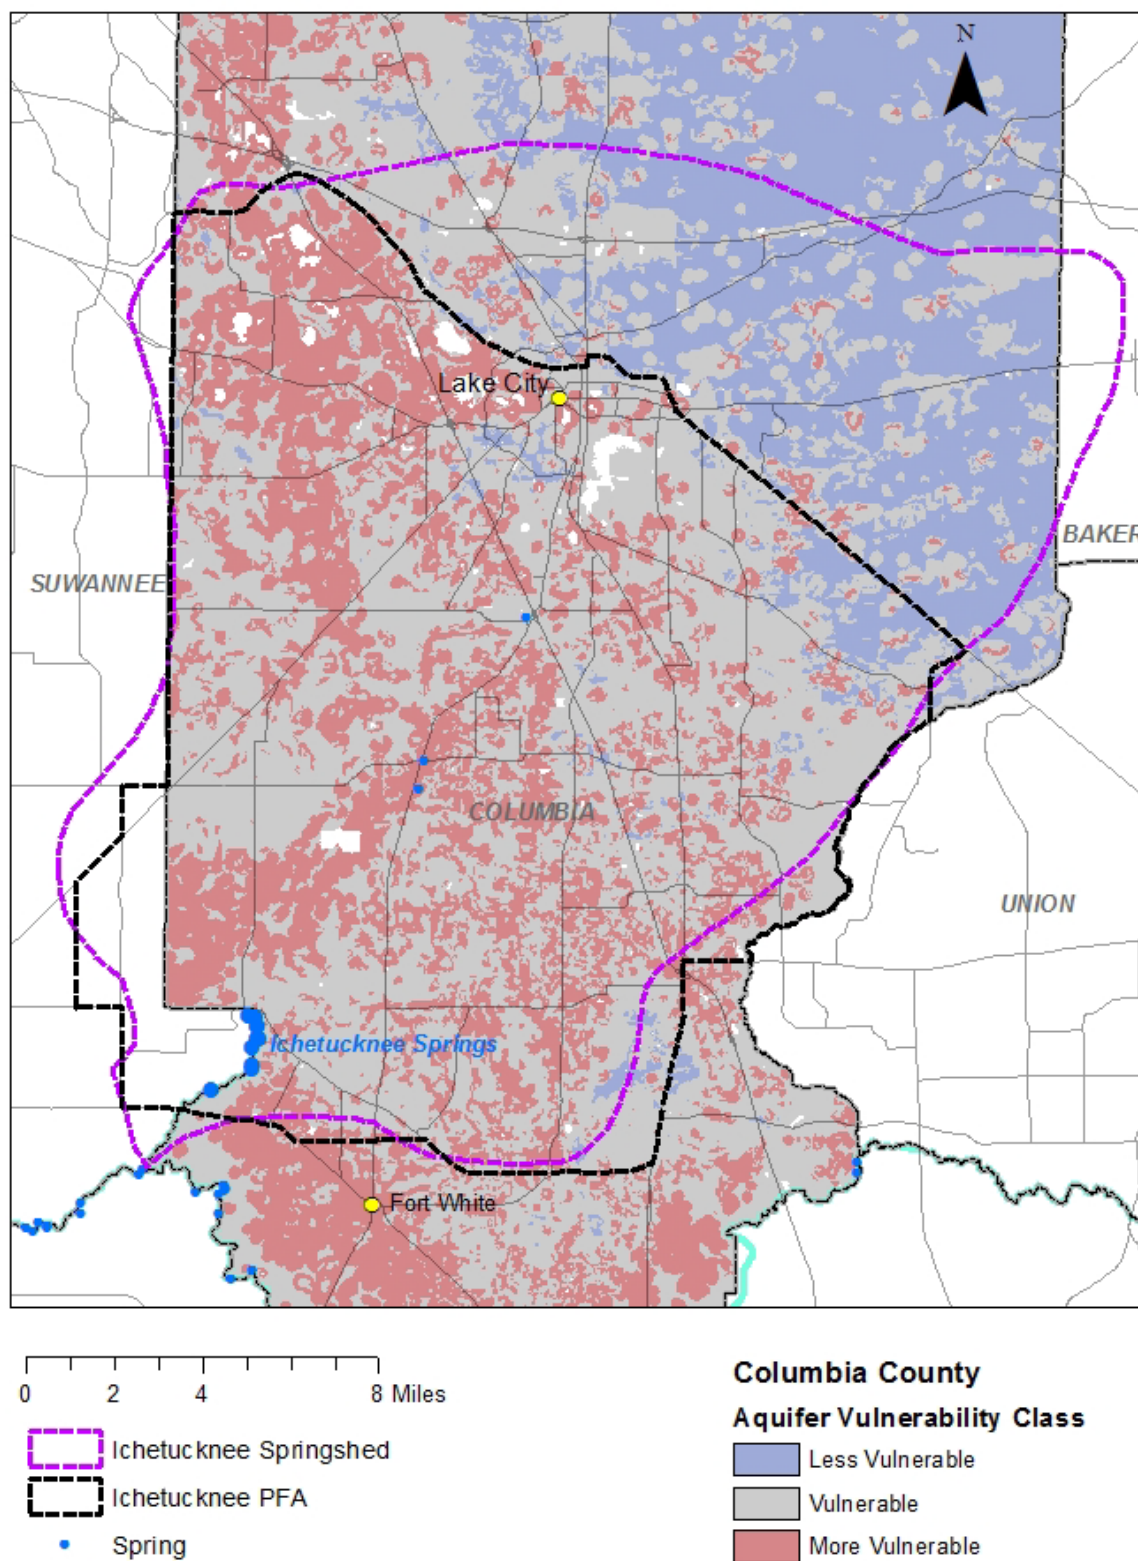 N
Lake City
BAKER
SUWANNEE
COLUMBIA
UNION
Ichetucknee Springs
Fort White
0 2 4 8 Miles
Ichetucknee Springshed
Ichetucknee PFA
Spring
Columbia County
Aquifer Vulnerability Class
Less Vulnerable
Vulnerable
More Vulnerable